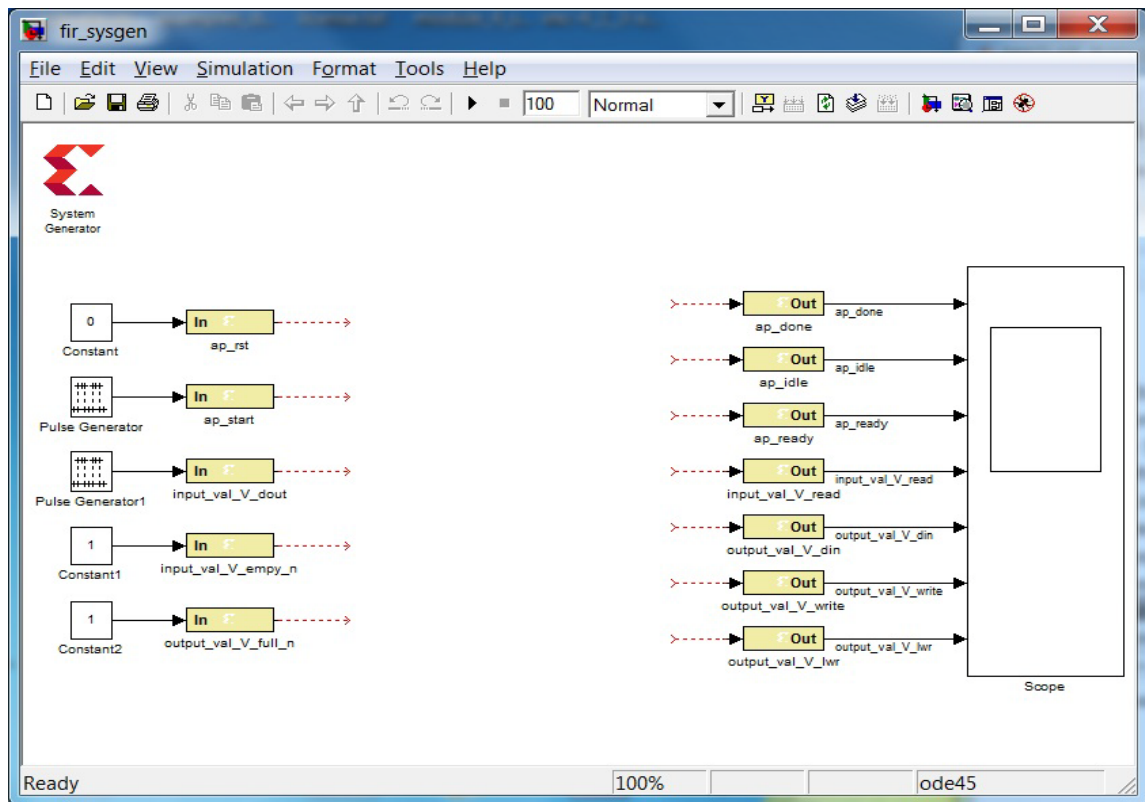 fir_sysgen
File Edit View Simulation Format Tools Help
100 Normal
System
Generator
0 In
Constant ap_rst
In
Pulse Generator ap_start
In
Pulse Generator1 input_val_V_dout
1 In
Constant1 input_val_V_empy_n
1 In
Constant2 output_val_V_full_n
Out ap_done
ap_done
Out ap_idle
ap_idle
Out ap_ready
ap_ready
Out input_val_V_read
input_val_V_read
Out output_val_V_din
output_val_V_din
Out output_val_V_write
output_val_V_write
Out output_val_V_lwr
output_val_V_lwr
Scope
Ready 100% ode45